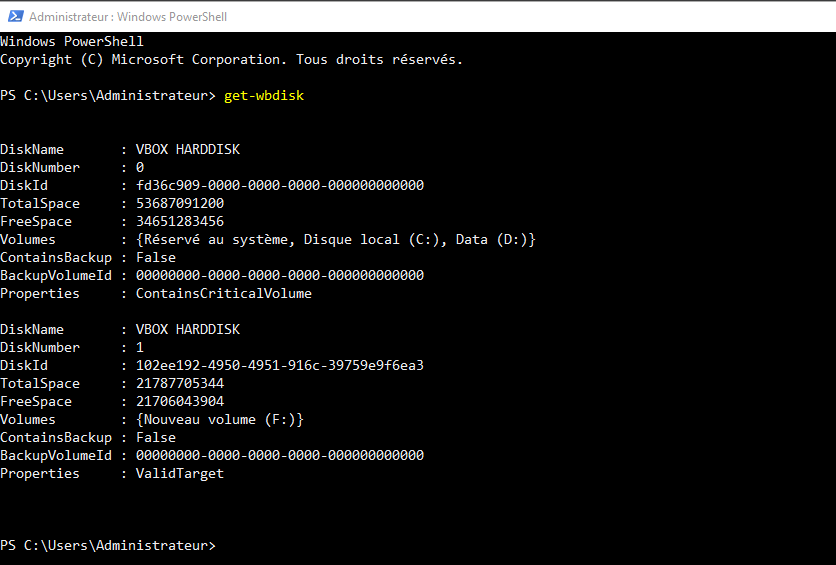 Administrateur : Windows PowerShell
Windows PowerShell
Copyright (C) Microsoft Corporation. Tous droits réservés.
PS C:\Users\Administrateur> get-wbdisk
DiskName       : VBOX HARDDISK
DiskNumber     : 0
DiskId         : fd36c909-0000-0000-0000-000000000000
TotalSpace     : 53687091200
FreeSpace      : 34651283456
Volumes        : {Réservé au système, Disque local (C:), Data (D:)}
ContainsBackup : False
BackupVolumeId : 00000000-0000-0000-0000-000000000000
Properties     : ContainsCriticalVolume
DiskName       : VBOX HARDDISK
DiskNumber     : 1
DiskId         : 102ee192-4950-4951-916c-39759e9f6ea3
TotalSpace     : 21787705344
FreeSpace      : 21706043904
Volumes        : {Nouveau volume (F:)}
ContainsBackup : False
BackupVolumeId : 00000000-0000-0000-0000-000000000000
Properties     : ValidTarget
PS C:\Users\Administrateur>